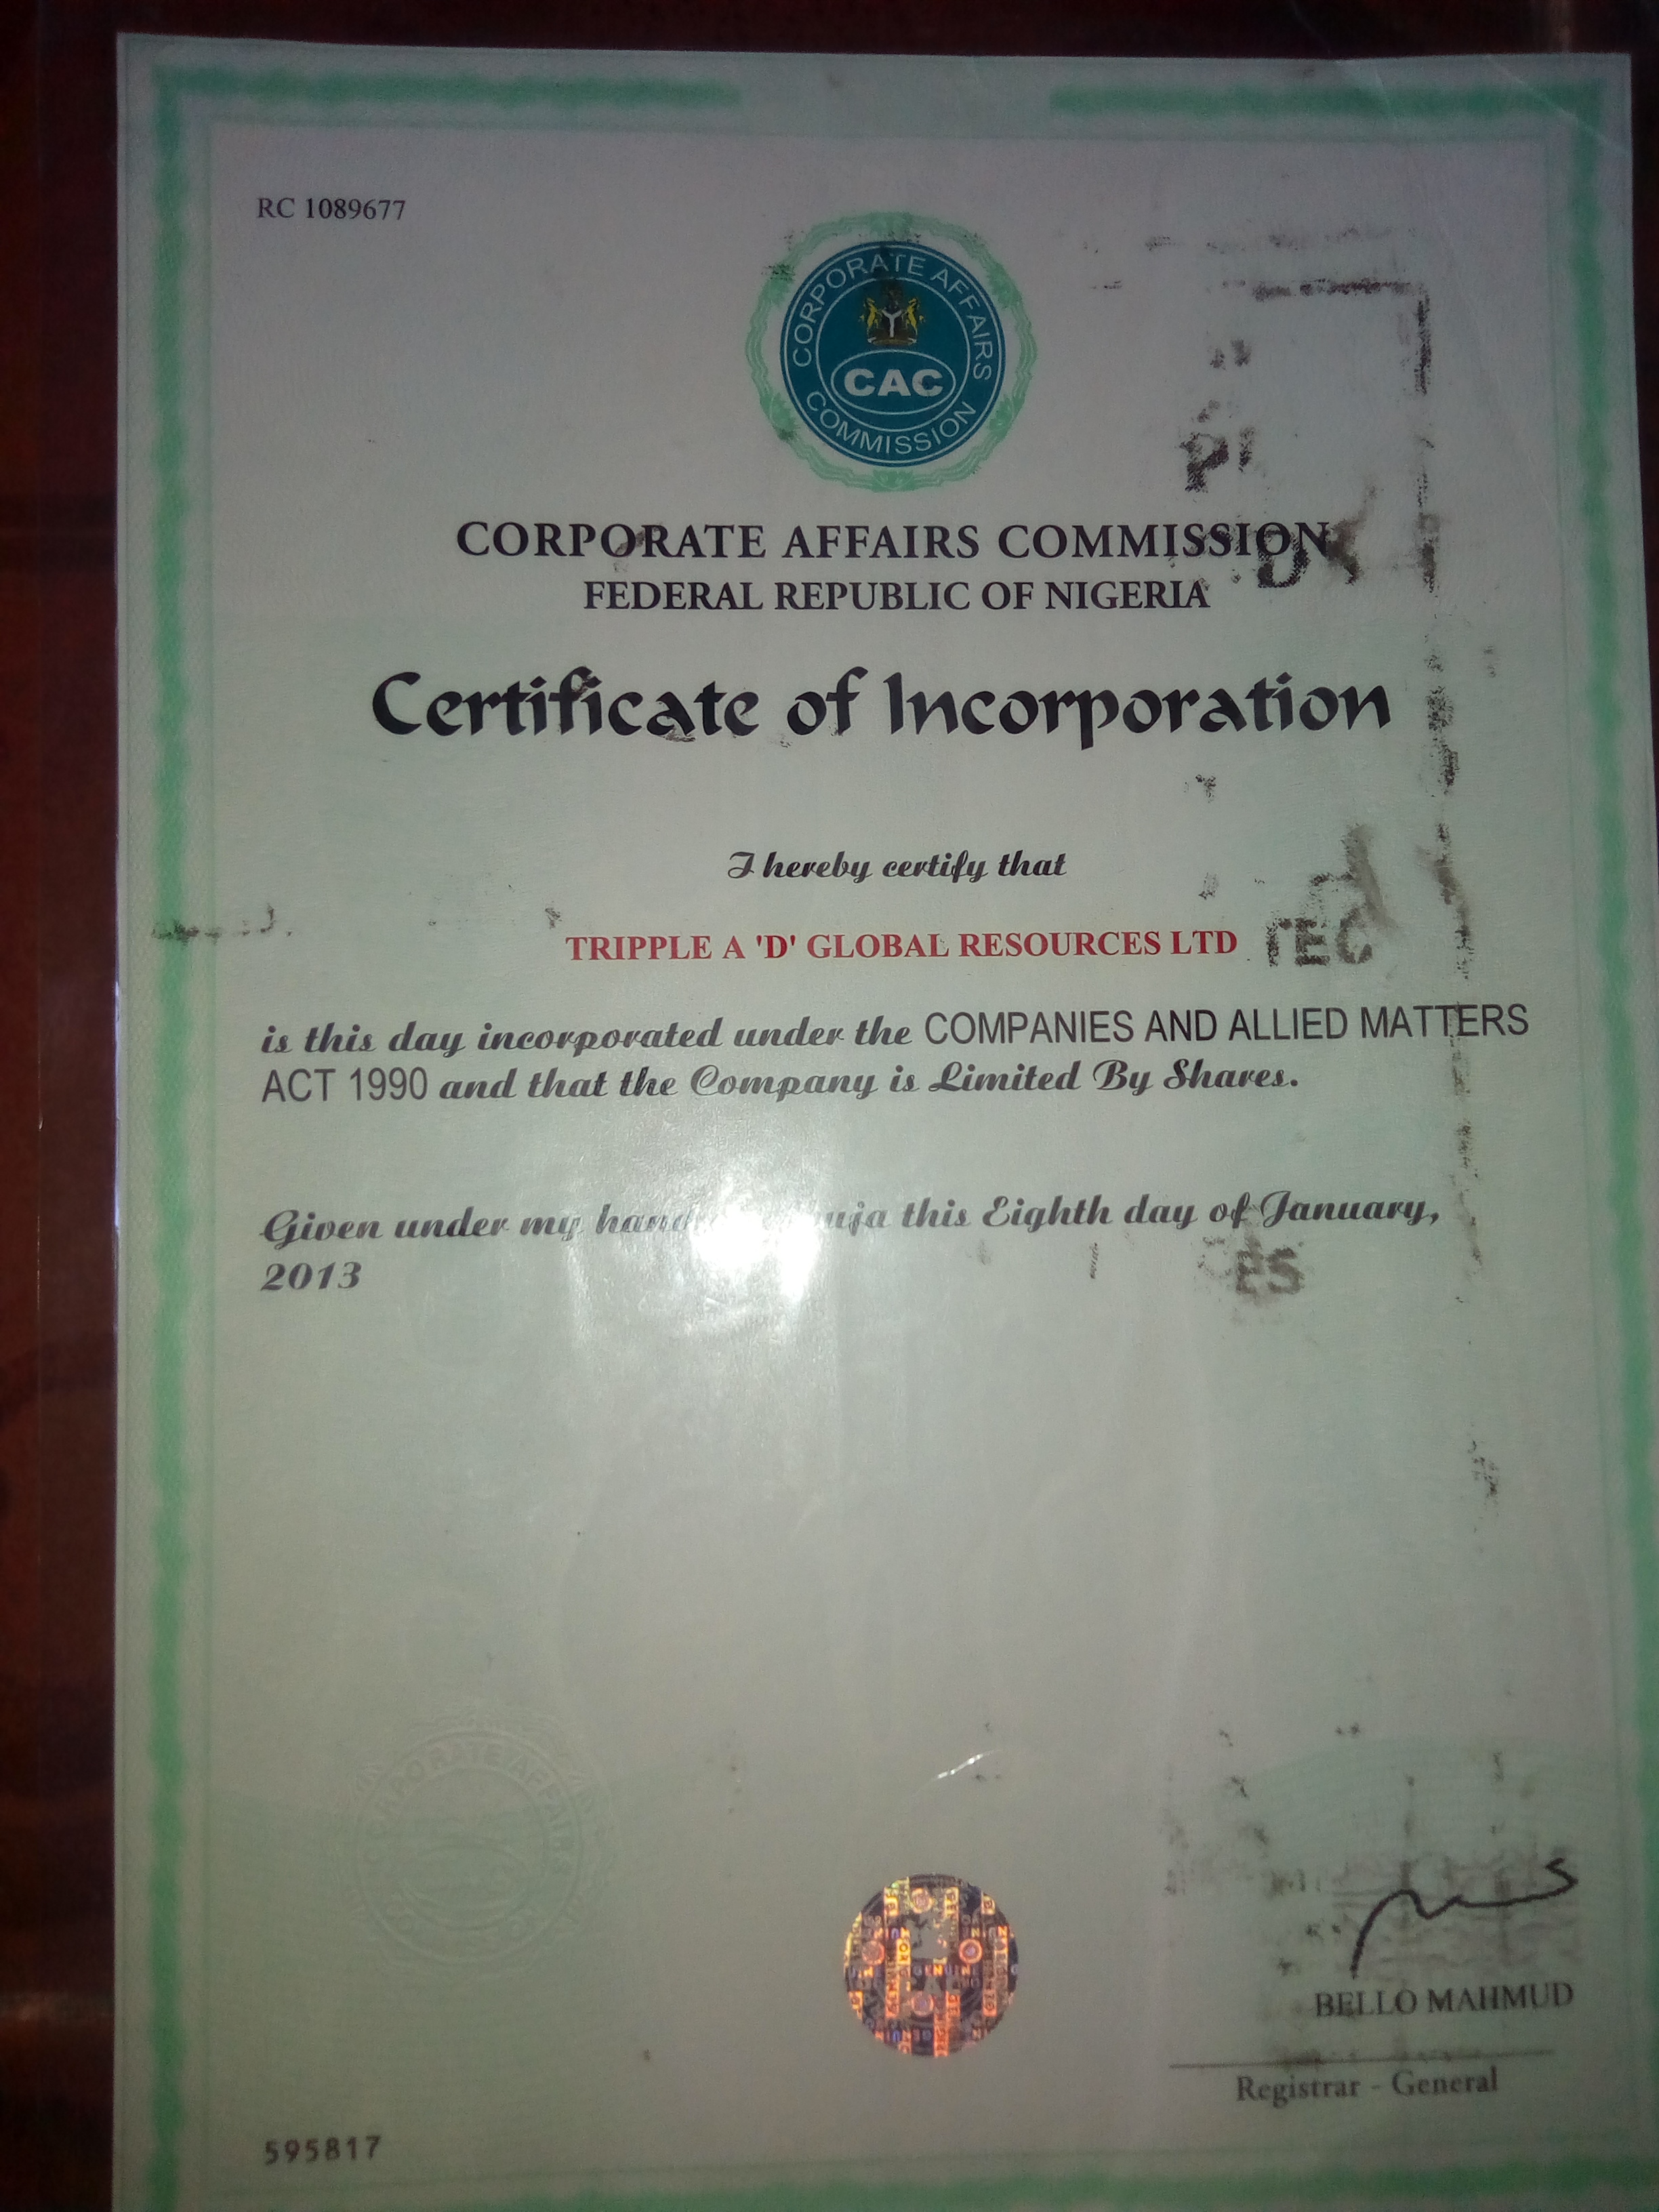 RC 1089677
CORPORATE AFFAIRS
CAC
COMMISSION
CORPORATE AFFAIRS COMMISSION
FEDERAL REPUBLIC OF NIGERIA
Certificate of Incorporation
I hereby certify that
TRIPPLE A 'D' GLOBAL RESOURCES LTD
is this day incorporated under the COMPANIES AND ALLIED MATTERS
ACT 1990 and that the Company is Limited By Shares.
Given under my this Eighth day of January,
2013
CORPORATE AFFAIRS
BELLO MAHMUD
Registrar - General
595817